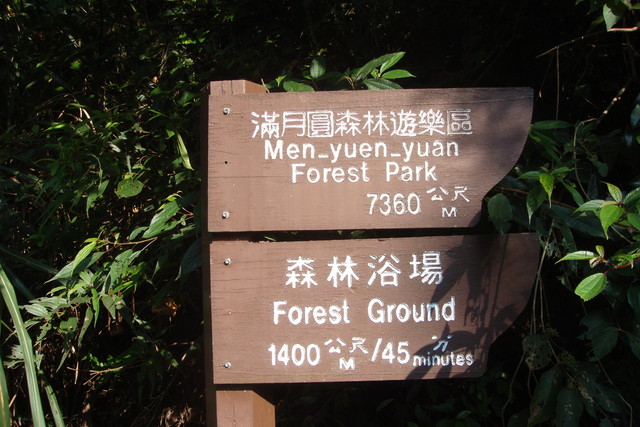 滿月圓森林遊樂區
Men_yuen_yuan
Forest Park
7360 公尺 M
森林浴場
Forest Ground
1400 公尺 M /45 分 minutes